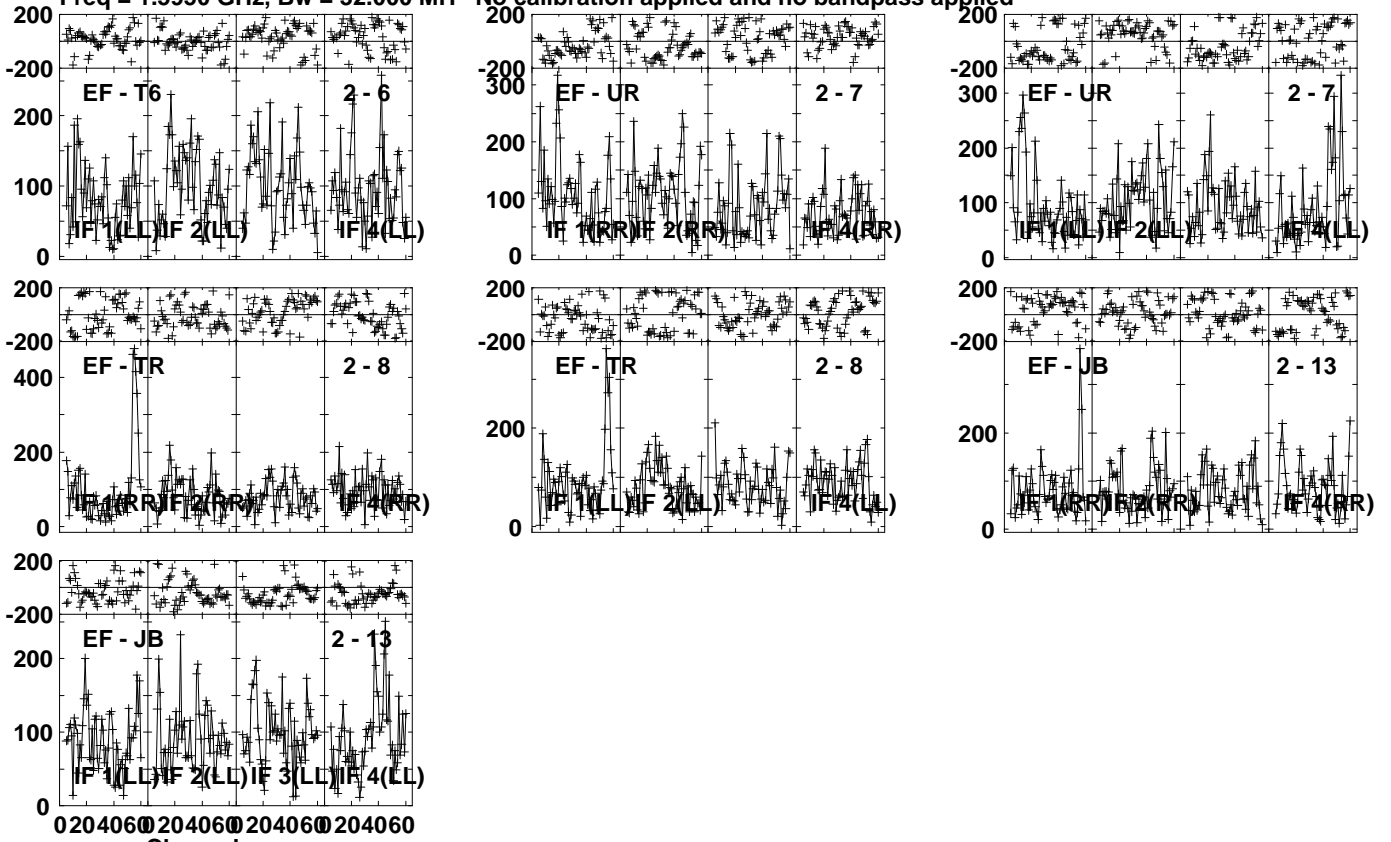 Freq = 1.5950 GHz, Bw = 32.000 MH No calibration applied and no bandpass applied
200
-200
EF - T6 2 - 6
200
100
0
IF 1(LL) IF 2(LL) IF 4(LL)
200
-200
EF - UR 2 - 7
300
200
100
0
IF 1(RR) IF 2(RR) IF 4(RR)
200
-200
EF - UR 2 - 7
300
200
100
0
IF 1(LL) IF 2(LL) IF 4(LL)
200
-200
EF - TR 2 - 8
400
200
0
IF 1(RR) IF 2(RR) IF 4(RR)
200
-200
EF - TR 2 - 8
200
0
IF 1(LL) IF 2(LL) IF 4(LL)
200
-200
EF - JB 2 - 13
200
0
IF 1(RR) IF 2(RR) IF 4(RR)
200
-200
EF - JB 2 - 13
200
100
0
IF 1(LL) IF 2(LL) IF 3(LL) IF 4(LL)
0 20 40 60 0 20 40 60 0 20 40 60 0 20 40 60